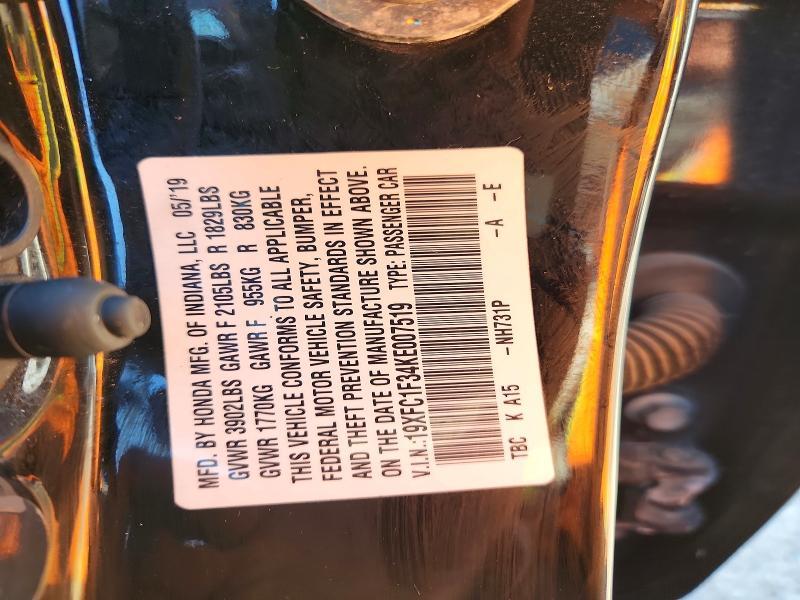 MFD. BY HONDA MFG. OF INDIANA, LLC 05/'19
GVWR 3902LBS GAWR F 2105LBS R 1829LBS
GVWR 1770KG GAWR F 955KG R 830KG
THIS VEHICLE CONFORMS TO ALL APPLICABLE
FEDERAL MOTOR VEHICLE SAFETY, BUMPER,
AND THEFT PREVENTION STANDARDS IN EFFECT
ON THE DATE OF MANUFACTURE SHOWN ABOVE.
V.I.N.:19XFC1F34KE007519 TYPE: PASSENGER CAR
TBC K A15 -NH731P -A -E